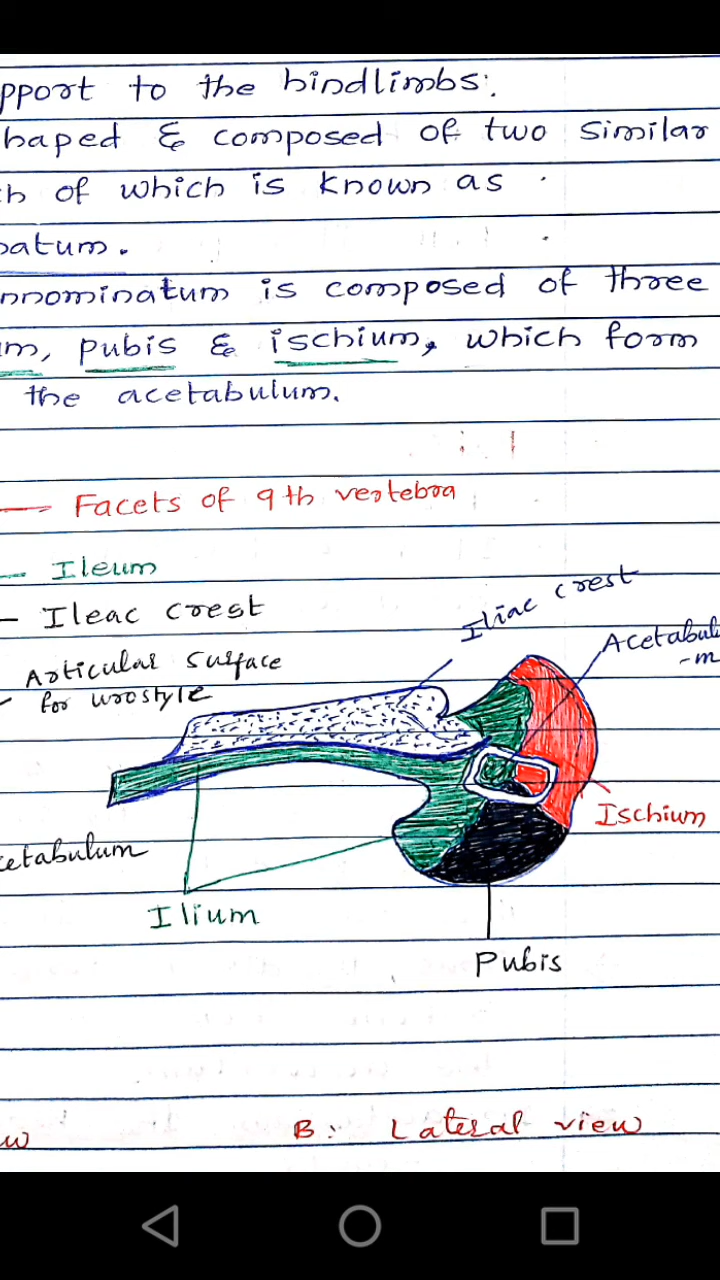 pport to the hindlimbs:
haped & composed of two similar
h of which is known as
natum.
nnominatum is composed of three
m, pubis & ischium, which form
the acetabulum.
Facets of 9th vertebra
Ileum
Ileac crest
Iliac crest
Articular surface
for urostyle
Acetabulu
-m
Ischium
cetabulum
Ilium
Pubis
w
B: Lateral view